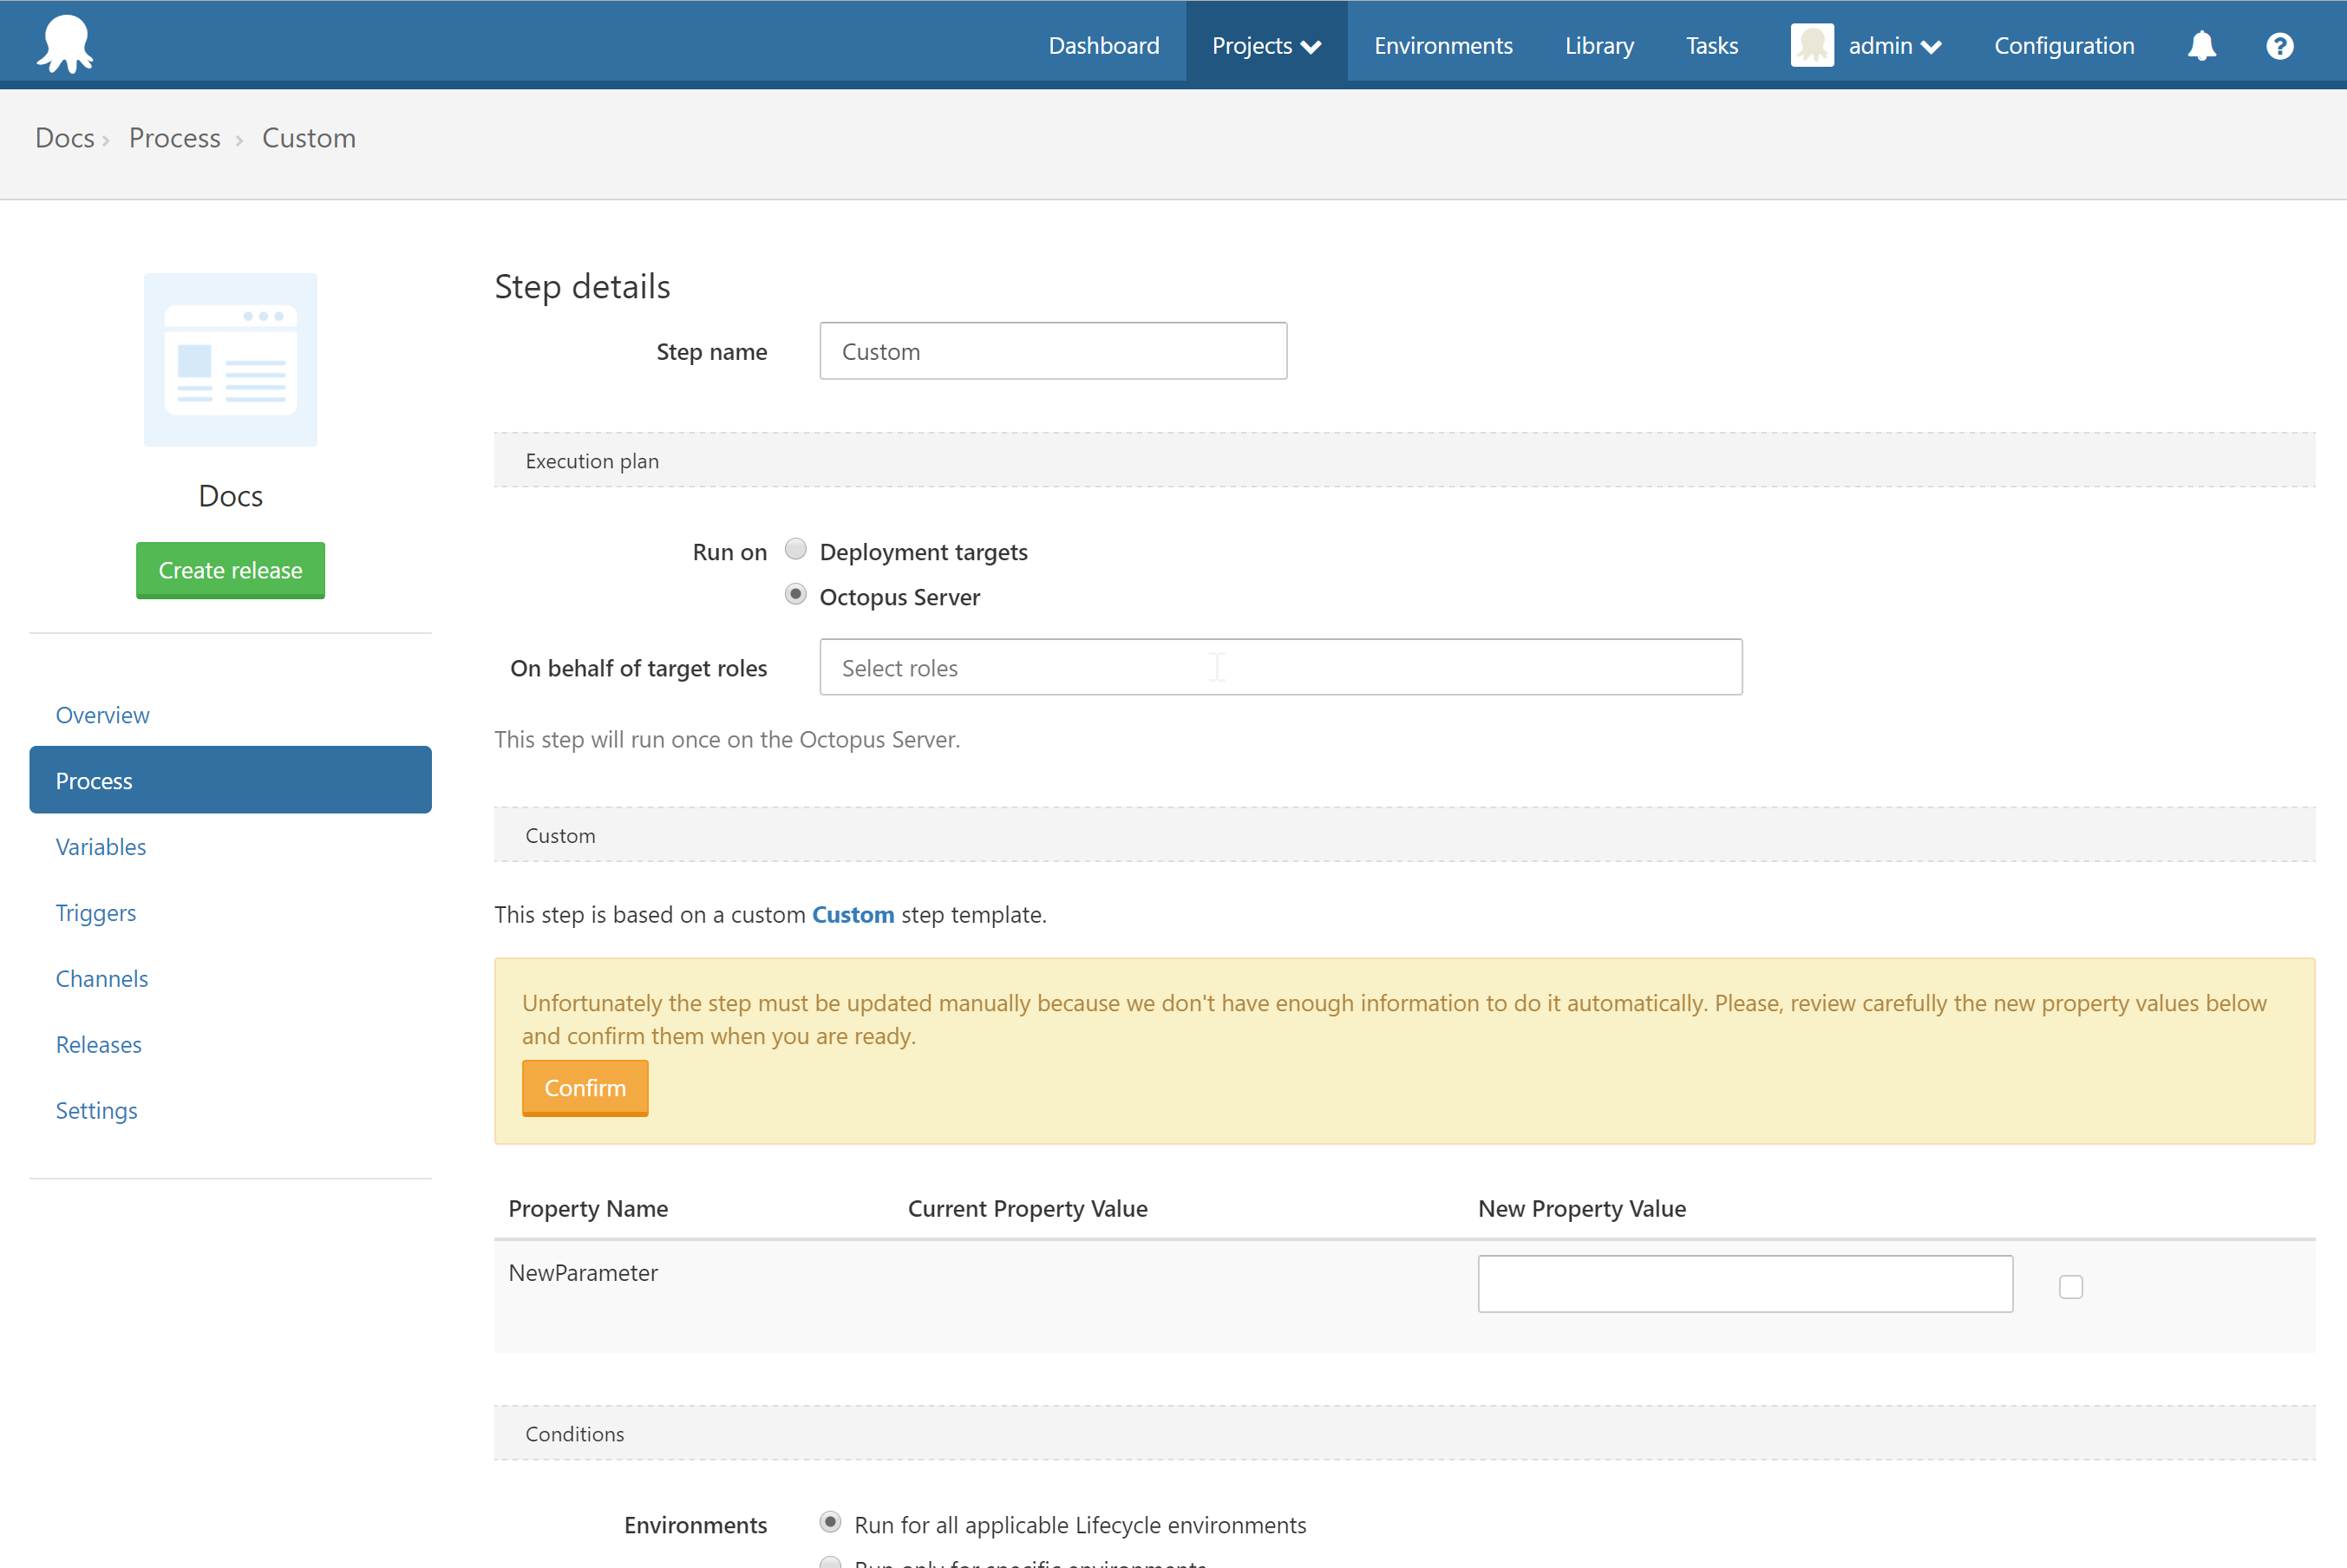 Dashboard Projects Environments Library Tasks admin Configuration ?
Docs › Process › Custom
Step details
Step name Custom
Docs
Create release
Execution plan
Run on Deployment targets
Octopus Server
On behalf of target roles Select roles
This step will run once on the Octopus Server.
Overview
Process
Variables
Triggers
Channels
Releases
Settings
Custom
This step is based on a custom Custom step template.
Unfortunately the step must be updated manually because we don't have enough information to do it automatically. Please, review carefully the new property values below
and confirm them when you are ready.
Confirm
Property Name Current Property Value New Property Value
NewParameter
Conditions
Environments Run for all applicable Lifecycle environments
Run only for specific environments